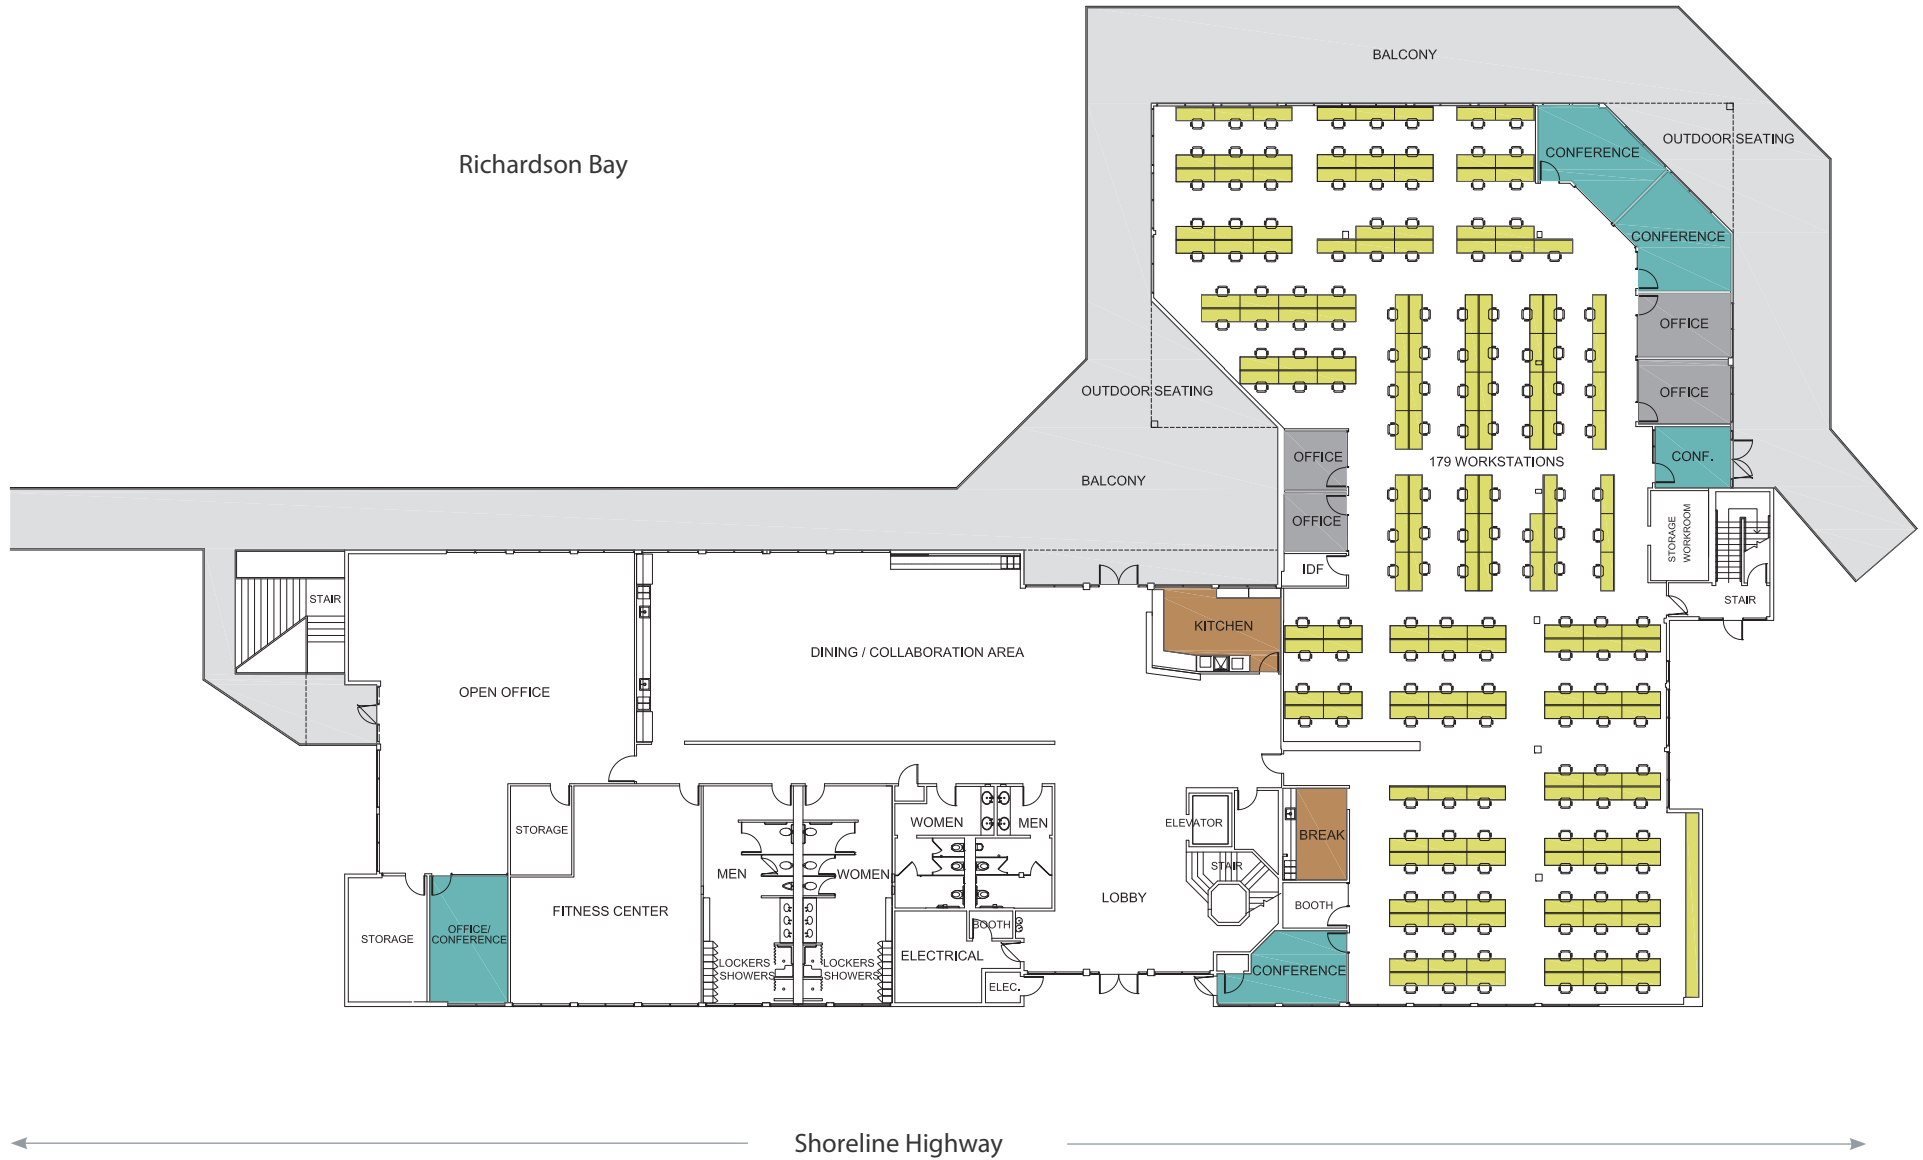 BALCONY
OUTDOOR SEATING
CONFERENCE
Richardson Bay
CONFERENCE
OFFICE
OUTDOOR SEATING
OFFICE
OFFICE
CONF.
179 WORKSTATIONS
BALCONY
OFFICE
STORAGE
WORKROOM
IDF
STAIR
STAIR
KITCHEN
DINING / COLLABORATION AREA
OPEN OFFICE
STORAGE
WOMEN
MEN
ELEVATOR
BREAK
STAIR
MEN
WOMEN
LOBBY
BOOTH
FITNESS CENTER
BOOTH
STORAGE
OFFICE/
CONFERENCE
ELECTRICAL
LOCKERS
SHOWERS
LOCKERS
SHOWERS
CONFERENCE
ELEC.
Shoreline Highway